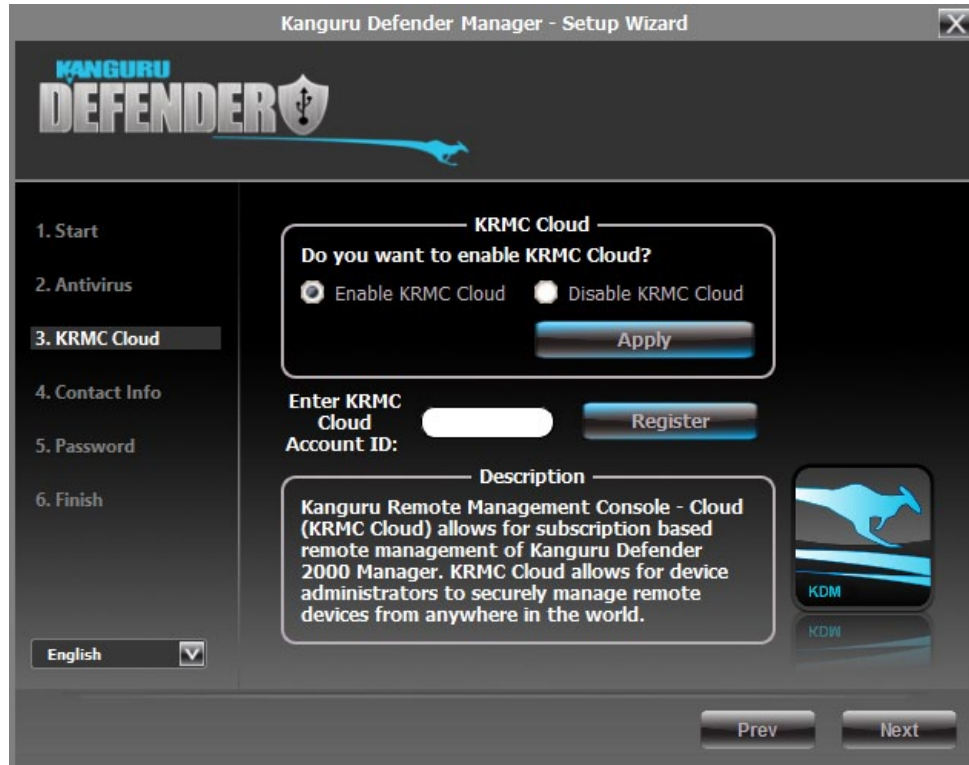 Kanguru Defender Manager - Setup Wizard
X
KANGURU
DEFENDER
1. Start
2. Antivirus
3. KRMC Cloud
4. Contact Info
5. Password
6. Finish
English
KRMC Cloud
Do you want to enable KRMC Cloud?
Enable KRMC Cloud
Disable KRMC Cloud
Apply
Enter KRMC
Cloud
Account ID:
Register
Description
Kanguru Remote Management Console - Cloud
(KRMC Cloud) allows for subscription based
remote management of Kanguru Defender
2000 Manager. KRMC Cloud allows for device
administrators to securely manage remote
devices from anywhere in the world.
KDM
Prev
Next